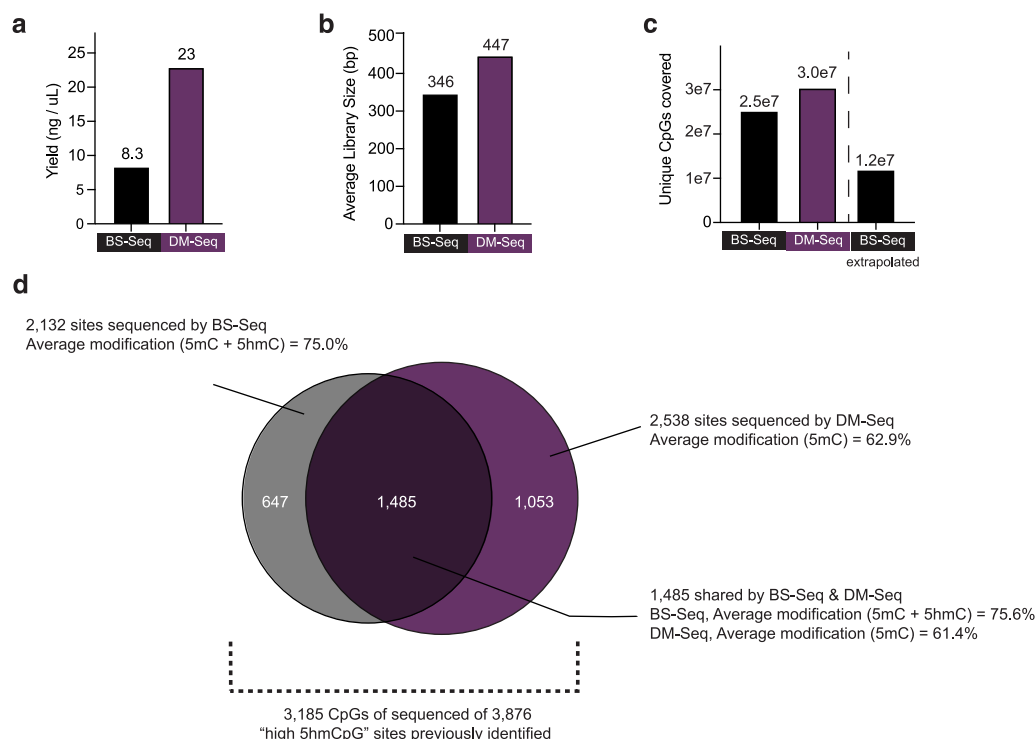 a
Yield (ng / uL)
25
20
15
10
5
0
8.3
23
BS-Seq
DM-Seq
b
Average Library Size (bp)
500
400
300
200
100
0
346
447
BS-Seq
DM-Seq
c
Unique CpGs covered
3e7
2e7
1e7
0
2.5e7
3.0e7
1.2e7
BS-Seq
DM-Seq
BS-Seq
extrapolated
d
2,132 sites sequenced by BS-Seq
Average modification (5mC + 5hmC) = 75.0%
2,538 sites sequenced by DM-Seq
Average modification (5mC) = 62.9%
647
1,485
1,053
1,485 shared by BS-Seq & DM-Seq
BS-Seq, Average modification (5mC + 5hmC) = 75.6%
DM-Seq, Average modification (5mC) = 61.4%
3,185 CpGs of sequenced of 3,876
“high 5hmCpG” sites previously identified